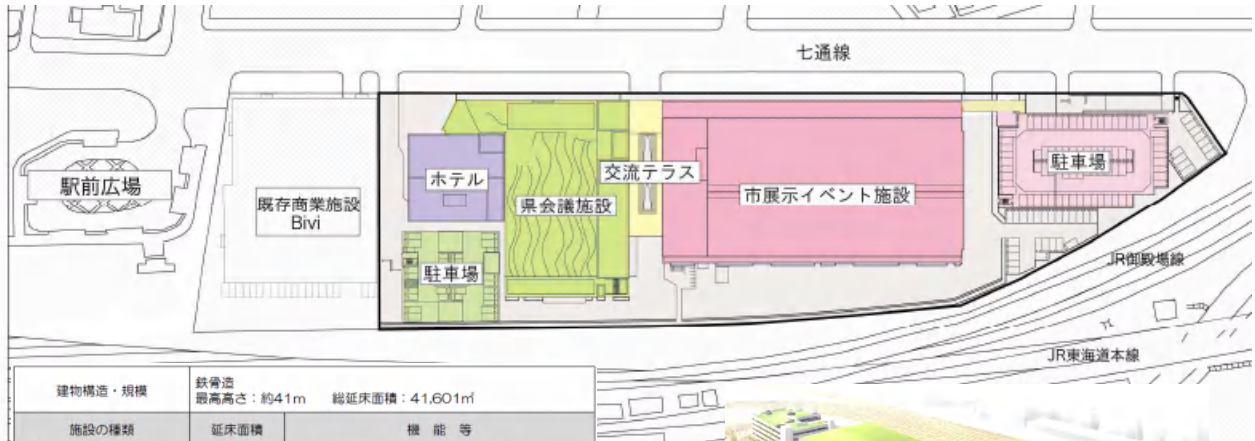 七通線
駅前広場
既存商業施設
Bivi
ホテル
県会議施設
駐車場
交流テラス
市展示イベント施設
駐車場
JR御殿場線
JR東海道本線
建物構造・規模
鉄骨造
最高高さ：約41m　総延床面積：41,601㎡
施設の種類　延床面積　機 能 等